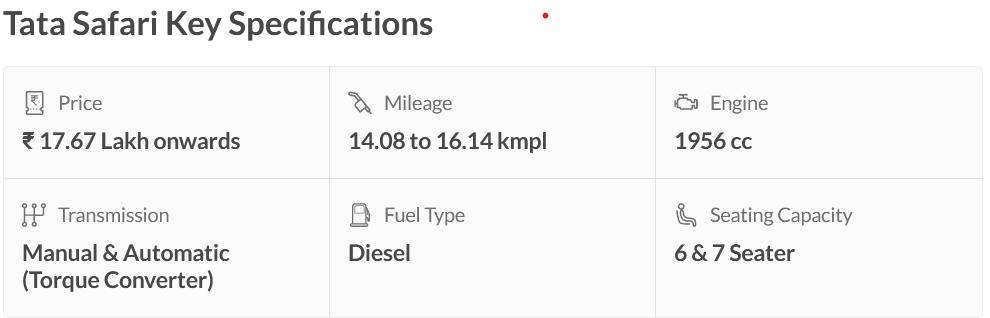 Tata Safari Key Specifications
Price
₹ 17.67 Lakh onwards
Mileage
14.08 to 16.14 kmpl
Engine
1956 cc
Transmission
Manual & Automatic
(Torque Converter)
Fuel Type
Diesel
Seating Capacity
6 & 7 Seater